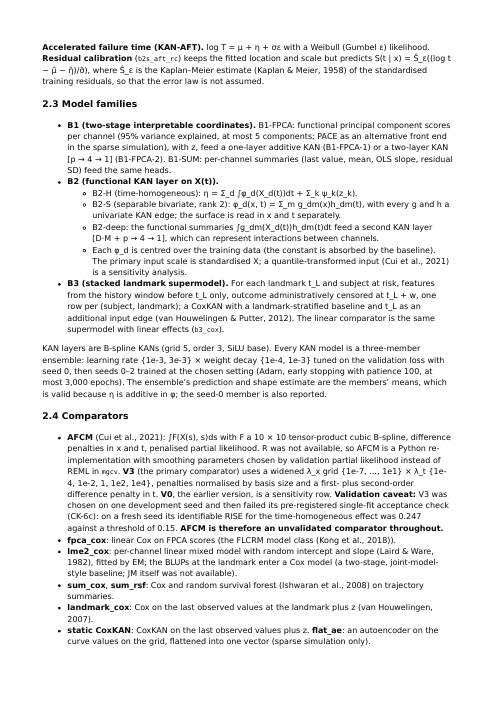 Accelerated failure time (KAN-AFT). log T = μ + η + σε with a Weibull (Gumbel ε) likelihood.
Residual calibration (b2s_aft_rc) keeps the fitted location and scale but predicts S(t | x) = Ŝ_ε((log t
− μ̂ − η̂)/σ̂), where Ŝ_ε is the Kaplan–Meier estimate (Kaplan & Meier, 1958) of the standardised
training residuals, so that the error law is not assumed.
2.3 Model families
• B1 (two-stage interpretable coordinates). B1-FPCA: functional principal component scores
per channel (95% variance explained, at most 5 components; PACE as an alternative front end
in the sparse simulation), with z, feed a one-layer additive KAN (B1-FPCA-1) or a two-layer KAN
[p → 4 → 1] (B1-FPCA-2). B1-SUM: per-channel summaries (last value, mean, OLS slope, residual
SD) feed the same heads.
• B2 (functional KAN layer on X(t)).
◦ B2-H (time-homogeneous): η = Σ_d ∫φ_d(X_d(t))dt + Σ_k ψ_k(z_k).
◦ B2-S (separable bivariate, rank 2): φ_d(x, t) = Σ_m g_dm(x)h_dm(t), with every g and h a
univariate KAN edge; the surface is read in x and t separately.
◦ B2-deep: the functional summaries ∫g_dm(X_d(t))h_dm(t)dt feed a second KAN layer
[D·M + p → 4 → 1], which can represent interactions between channels.
◦ Each φ_d is centred over the training data (the constant is absorbed by the baseline).
The primary input scale is standardised X; a quantile-transformed input (Cui et al., 2021)
is a sensitivity analysis.
• B3 (stacked landmark supermodel). For each landmark t_L and subject at risk, features
from the history window before t_L only, outcome administratively censored at t_L + w, one
row per (subject, landmark); a CoxKAN with a landmark-stratified baseline and t_L as an
additional input edge (van Houwelingen & Putter, 2012). The linear comparator is the same
supermodel with linear effects (b3_cox).
KAN layers are B-spline KANs (grid 5, order 3, SiLU base). Every KAN model is a three-member
ensemble: learning rate {1e-3, 3e-3} × weight decay {1e-4, 1e-3} tuned on the validation loss with
seed 0, then seeds 0–2 trained at the chosen setting (Adam, early stopping with patience 100, at
most 3,000 epochs). The ensemble’s prediction and shape estimate are the members’ means, which
is valid because η is additive in φ; the seed-0 member is also reported.
2.4 Comparators
• AFCM (Cui et al., 2021): ∫F(X(s), s)ds with F a 10 × 10 tensor-product cubic B-spline, difference
penalties in x and t, penalised partial likelihood. R was not available, so AFCM is a Python re-
implementation with smoothing parameters chosen by validation partial likelihood instead of
REML in mgcv. V3 (the primary comparator) uses a widened λ_x grid {1e-7, …, 1e1} × λ_t {1e-
4, 1e-2, 1, 1e2, 1e4}, penalties normalised by basis size and a first- plus second-order
difference penalty in t. V0, the earlier version, is a sensitivity row. Validation caveat: V3 was
chosen on one development seed and then failed its pre-registered single-fit acceptance check
(CK-6c): on a fresh seed its identifiable RISE for the time-homogeneous effect was 0.247
against a threshold of 0.15. AFCM is therefore an unvalidated comparator throughout.
• fpca_cox: linear Cox on FPCA scores (the FLCRM model class (Kong et al., 2018)).
• lme2_cox: per-channel linear mixed model with random intercept and slope (Laird & Ware,
1982), fitted by EM; the BLUPs at the landmark enter a Cox model (a two-stage, joint-model-
style baseline; JM itself was not available).
• sum_cox, sum_rsf: Cox and random survival forest (Ishwaran et al., 2008) on trajectory
summaries.
• landmark_cox: Cox on the last observed values at the landmark plus z (van Houwelingen,
2007).
• static CoxKAN: CoxKAN on the last observed values plus z. flat_ae: an autoencoder on the
curve values on the grid, flattened into one vector (sparse simulation only).